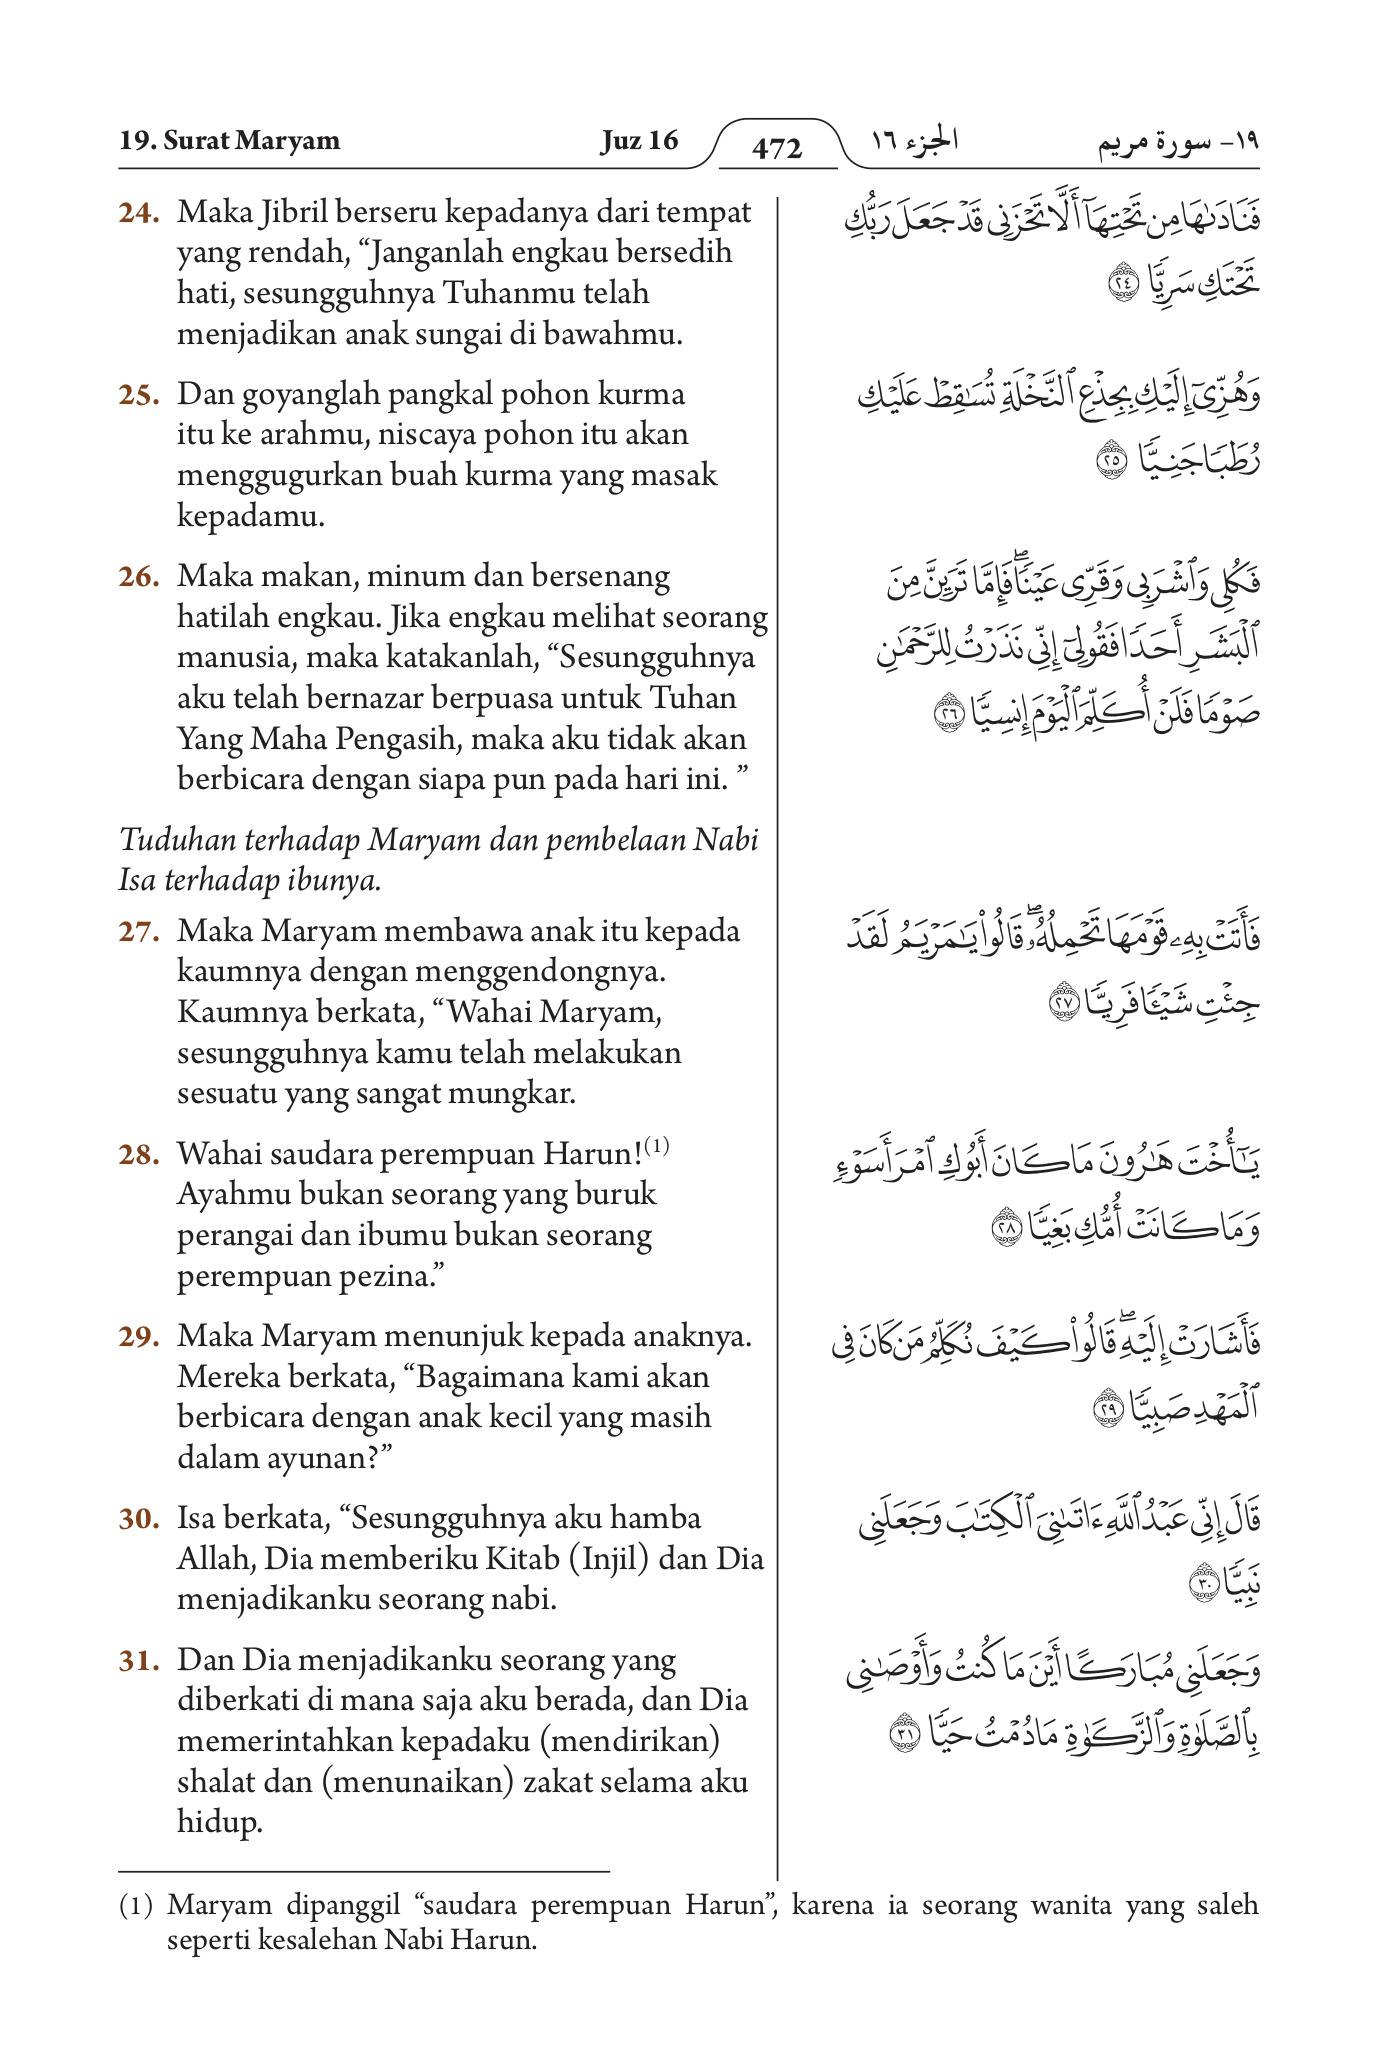 19. Surat Maryam Juz 16 472 الجزء ١٦ ١٩- سورة مريم
24. Maka Jibril berseru kepadanya dari tempat
yang rendah, “Janganlah engkau bersedih
hati, sesungguhnya Tuhanmu telah
menjadikan anak sungai di bawahmu.
25. Dan goyanglah pangkal pohon kurma
itu ke arahmu, niscaya pohon itu akan
menggugurkan buah kurma yang masak
kepadamu.
26. Maka makan, minum dan bersenang
hatilah engkau. Jika engkau melihat seorang
manusia, maka katakanlah, “Sesungguhnya
aku telah bernazar berpuasa untuk Tuhan
Yang Maha Pengasih, maka aku tidak akan
berbicara dengan siapa pun pada hari ini. ”
Tuduhan terhadap Maryam dan pembelaan Nabi
Isa terhadap ibunya.
27. Maka Maryam membawa anak itu kepada
kaumnya dengan menggendongnya.
Kaumnya berkata, “Wahai Maryam,
sesungguhnya kamu telah melakukan
sesuatu yang sangat mungkar.
28. Wahai saudara perempuan Harun!(1)
Ayahmu bukan seorang yang buruk
perangai dan ibumu bukan seorang
perempuan pezina.”
29. Maka Maryam menunjuk kepada anaknya.
Mereka berkata, “Bagaimana kami akan
berbicara dengan anak kecil yang masih
dalam ayunan?”
30. Isa berkata, “Sesungguhnya aku hamba
Allah, Dia memberiku Kitab (Injil) dan Dia
menjadikanku seorang nabi.
31. Dan Dia menjadikanku seorang yang
diberkati di mana saja aku berada, dan Dia
memerintahkan kepadaku (mendirikan)
shalat dan (menunaikan) zakat selama aku
hidup.
فَنَادَىٰهَا مِن تَحۡتِهَآ أَلَّا تَحۡزَنِي قَدۡ جَعَلَ رَبُّكِ
تَحۡتَكِ سَرِيّٗا ٢٤
وَهُزِّيٓ إِلَيۡكِ بِجِذۡعِ ٱلنَّخۡلَةِ تُسَٰقِطۡ عَلَيۡكِ
رُطَبٗا جَنِيّٗا ٢٥
فَكُلِي وَٱشۡرَبِي وَقَرِّي عَيۡنٗاۖ فَإِمَّا تَرَيِنَّ مِنَ
ٱلۡبَشَرِ أَحَدٗا فَقُولِيٓ إِنِّي نَذَرۡتُ لِلرَّحۡمَٰنِ
صَوۡمٗا فَلَنۡ أُكَلِّمَ ٱلۡيَوۡمَ إِنسِيّٗا ٢٦
فَأَتَتۡ بِهِۦ قَوۡمَهَا تَحۡمِلُهُۥۖ قَالُواْ يَٰمَرۡيَمُ لَقَدۡ
جِئۡتِ شَيۡـٔٗا فَرِيّٗا ٢٧
يَٰٓأُخۡتَ هَٰرُونَ مَا كَانَ أَبُوكِ ٱمۡرَأَ سَوۡءٖ
وَمَا كَانَتۡ أُمُّكِ بَغِيّٗا ٢٨
فَأَشَارَتۡ إِلَيۡهِۖ قَالُواْ كَيۡفَ نُكَلِّمُ مَن كَانَ فِي
ٱلۡمَهۡدِ صَبِيّٗا ٢٩
قَالَ إِنِّي عَبۡدُ ٱللَّهِ ءَاتَىٰنِيَ ٱلۡكِتَٰبَ وَجَعَلَنِي
نَبِيّٗا ٣٠
وَجَعَلَنِي مُبَارَكًا أَيۡنَ مَا كُنتُ وَأَوۡصَٰنِي
بِٱلصَّلَوٰةِ وَٱلزَّكَوٰةِ مَا دُمۡتُ حَيّٗا ٣١
(1) Maryam dipanggil “saudara perempuan Harun”, karena ia seorang wanita yang saleh
seperti kesalehan Nabi Harun.